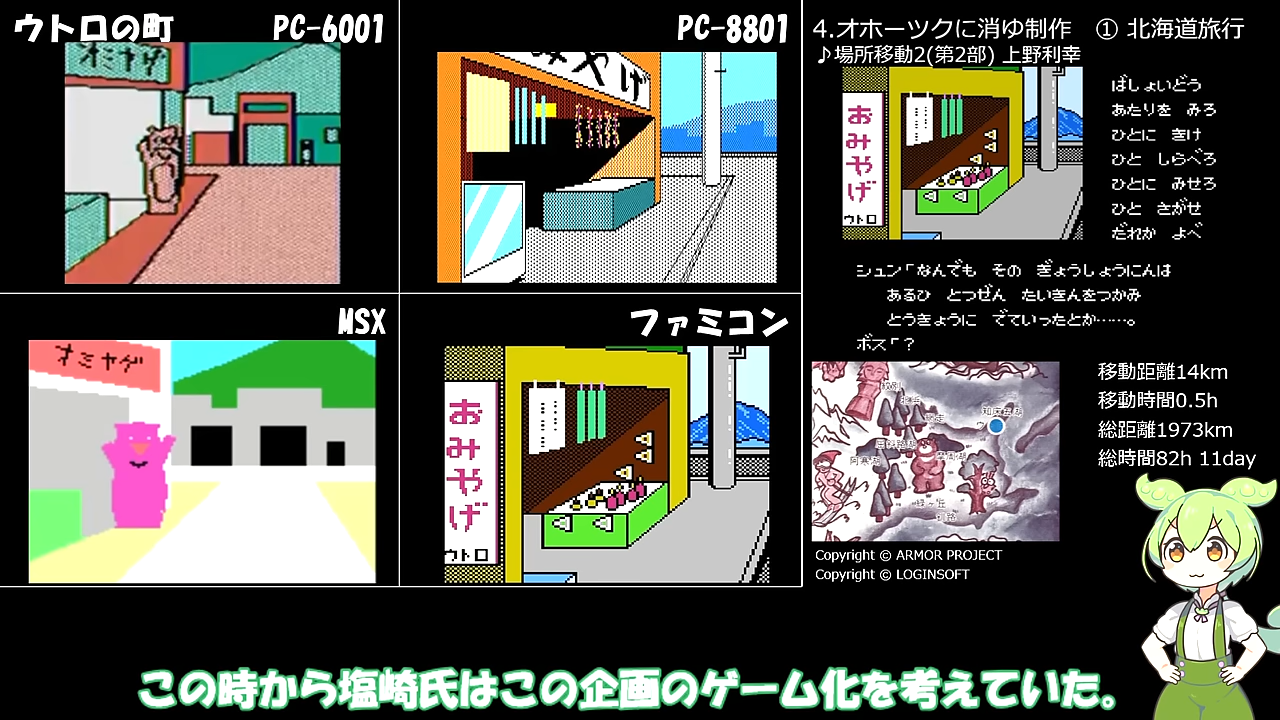 ウトロの町
PC-6001
オミヤゲ
PC-8801
みやげ
MSX
オミヤゲ
ファミコン
おみやげ
ウトロ
4.オホーツクに消ゆ制作 ① 北海道旅行
♪場所移動2(第2部) 上野利幸
おみやげ
ウトロ
ばしょいどう
あたりを みろ
ひとに きけ
ひと しらべろ
ひとに みせろ
ひと さがせ
だれか よべ
シュン「なんでも その ぎょうしょうにんは
あるひ とつぜん たいきんをつかみ
とうきょうに でていったとか……。
ボス「?
紋別
網走
阿寒湖
摩周湖
移動距離14km
移動時間0.5h
総距離1973km
総時間82h 11day
Copyright © ARMOR PROJECT
Copyright © LOGINSOFT
この時から塩崎氏はこの企画のゲーム化を考えていた。